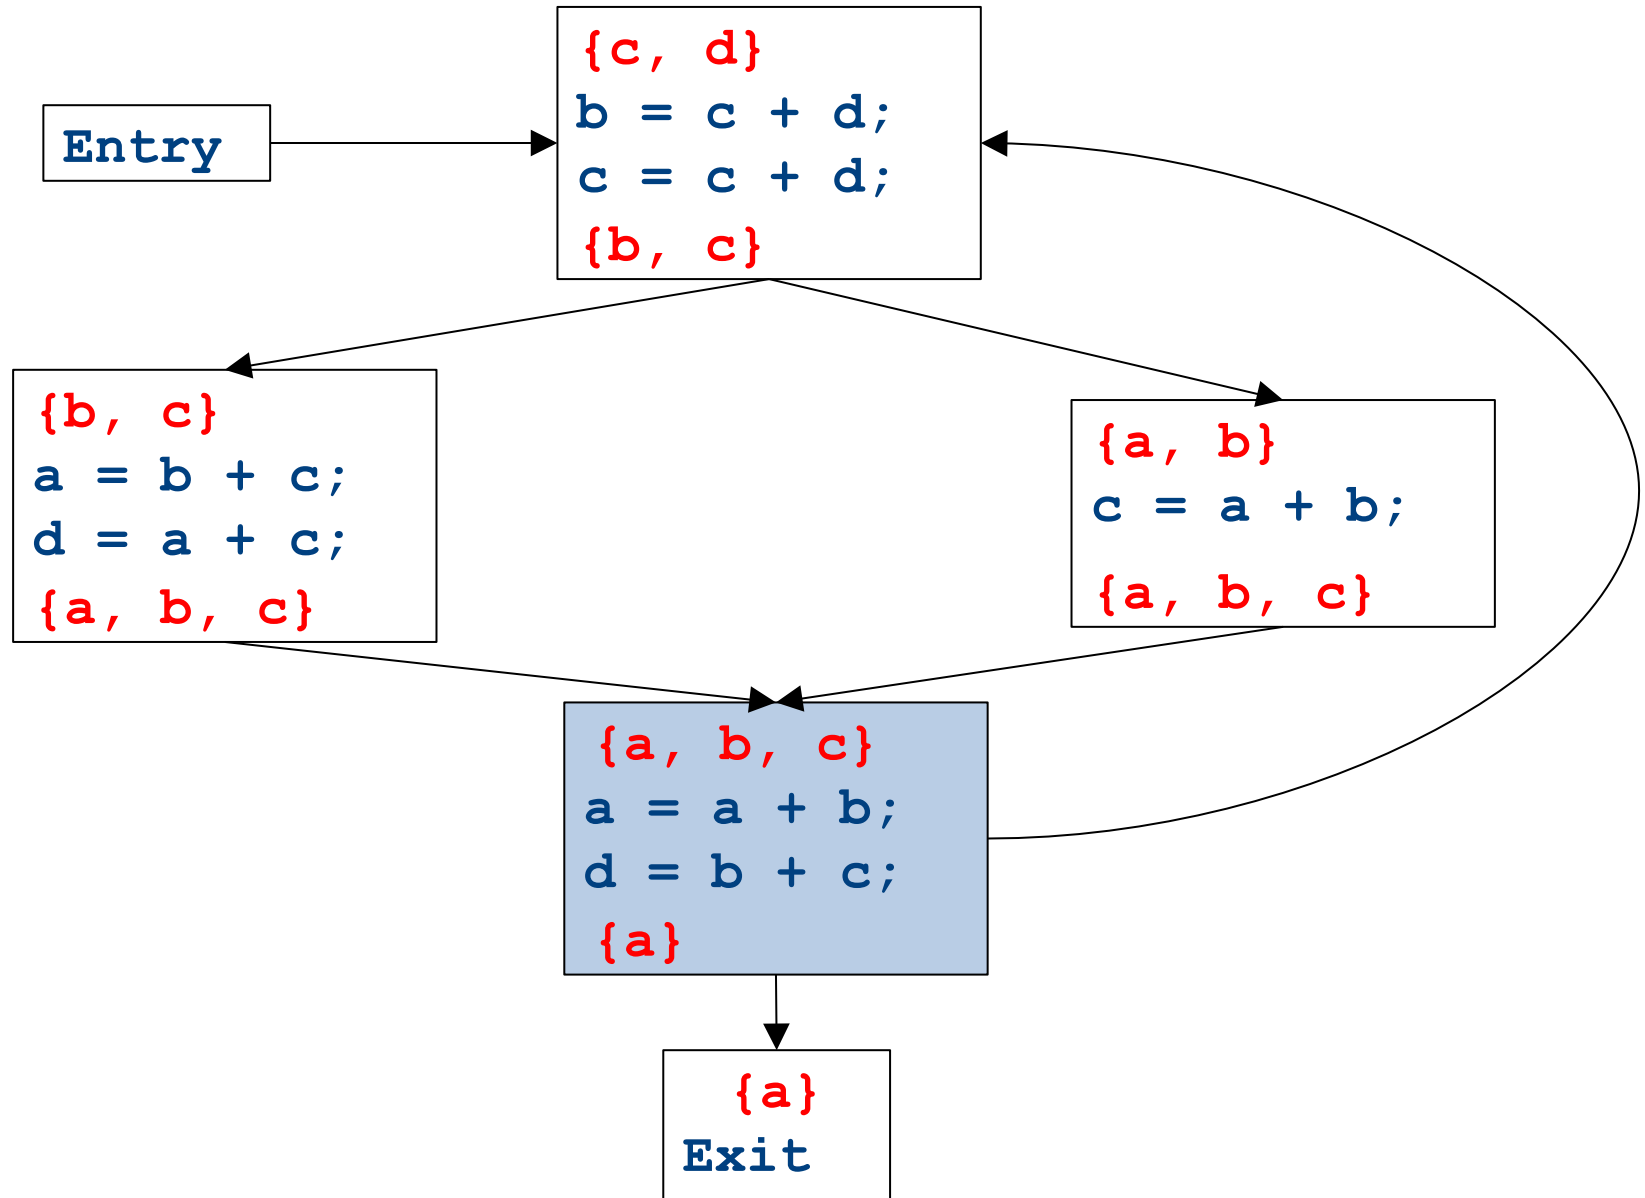 {c, d}
b = c + d;
c = c + d;
{b, c}
Entry
{b, c}
a = b + c;
d = a + c;
{a, b, c}
{a, b}
c = a + b;
{a, b, c}
{a, b, c}
a = a + b;
d = b + c;
{a}
{a}
Exit